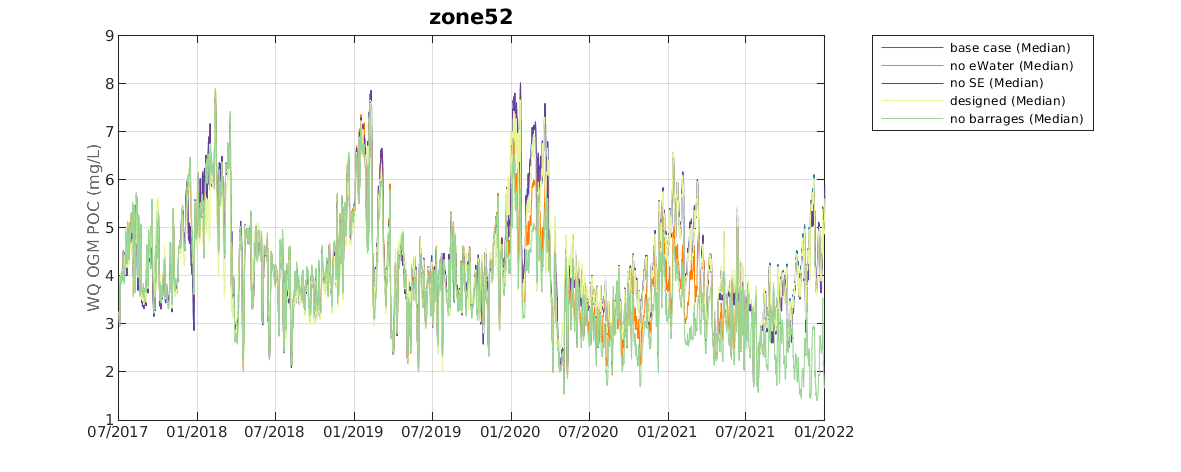 zone52
WQ OGM POC (mg/L)
9
8
7
6
5
4
3
2
1
07/2017 01/2018 07/2018 01/2019 07/2019 01/2020 07/2020 01/2021 07/2021 01/2022
base case (Median)
no eWater (Median)
no SE (Median)
designed (Median)
no barrages (Median)